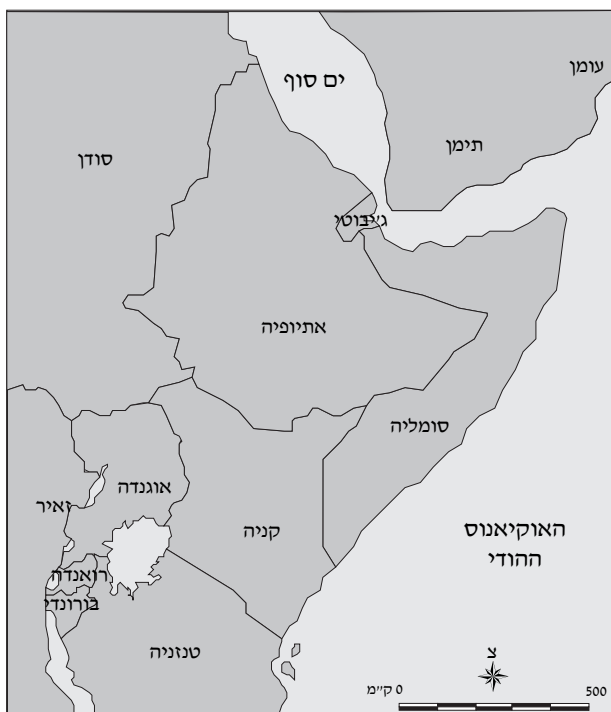 עומן
ים סוף
תימן
סודן
ג׳יבוטי
אתיופיה
סומליה
אוגנדה
זאיר
קניה
האוקיאנוס
ההודי
רואנדה
בורונדי
טנזניה
צ
500
0 ק״מ